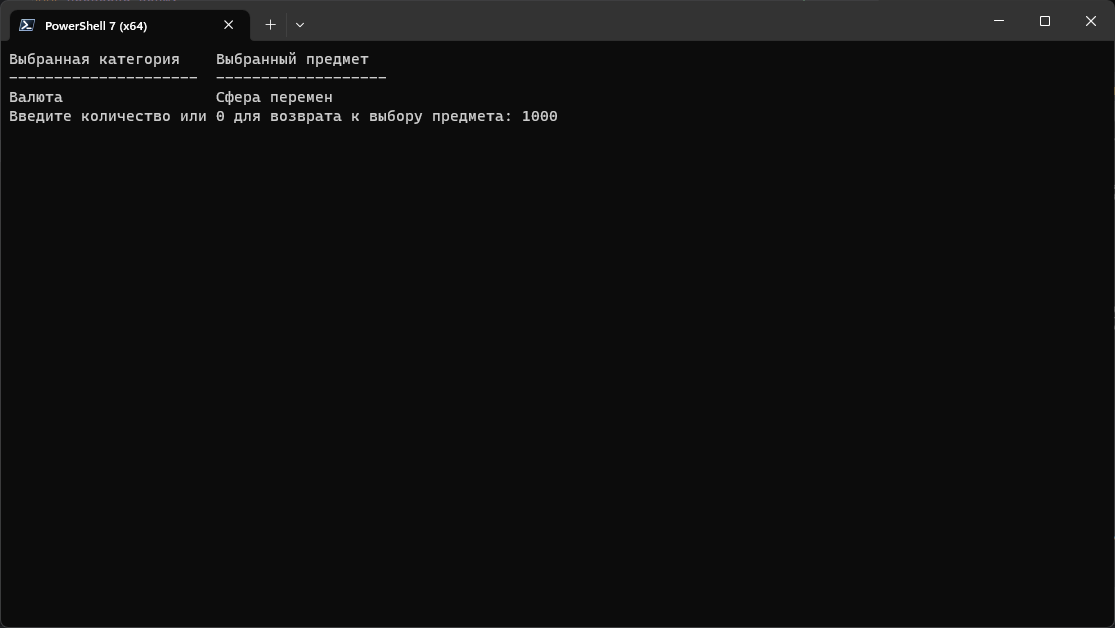 PowerShell 7 (x64)
Выбранная категория    Выбранный предмет
---------------------  -------------------
Валюта                 Сфера перемен
Введите количество или 0 для возврата к выбору предмета: 1000